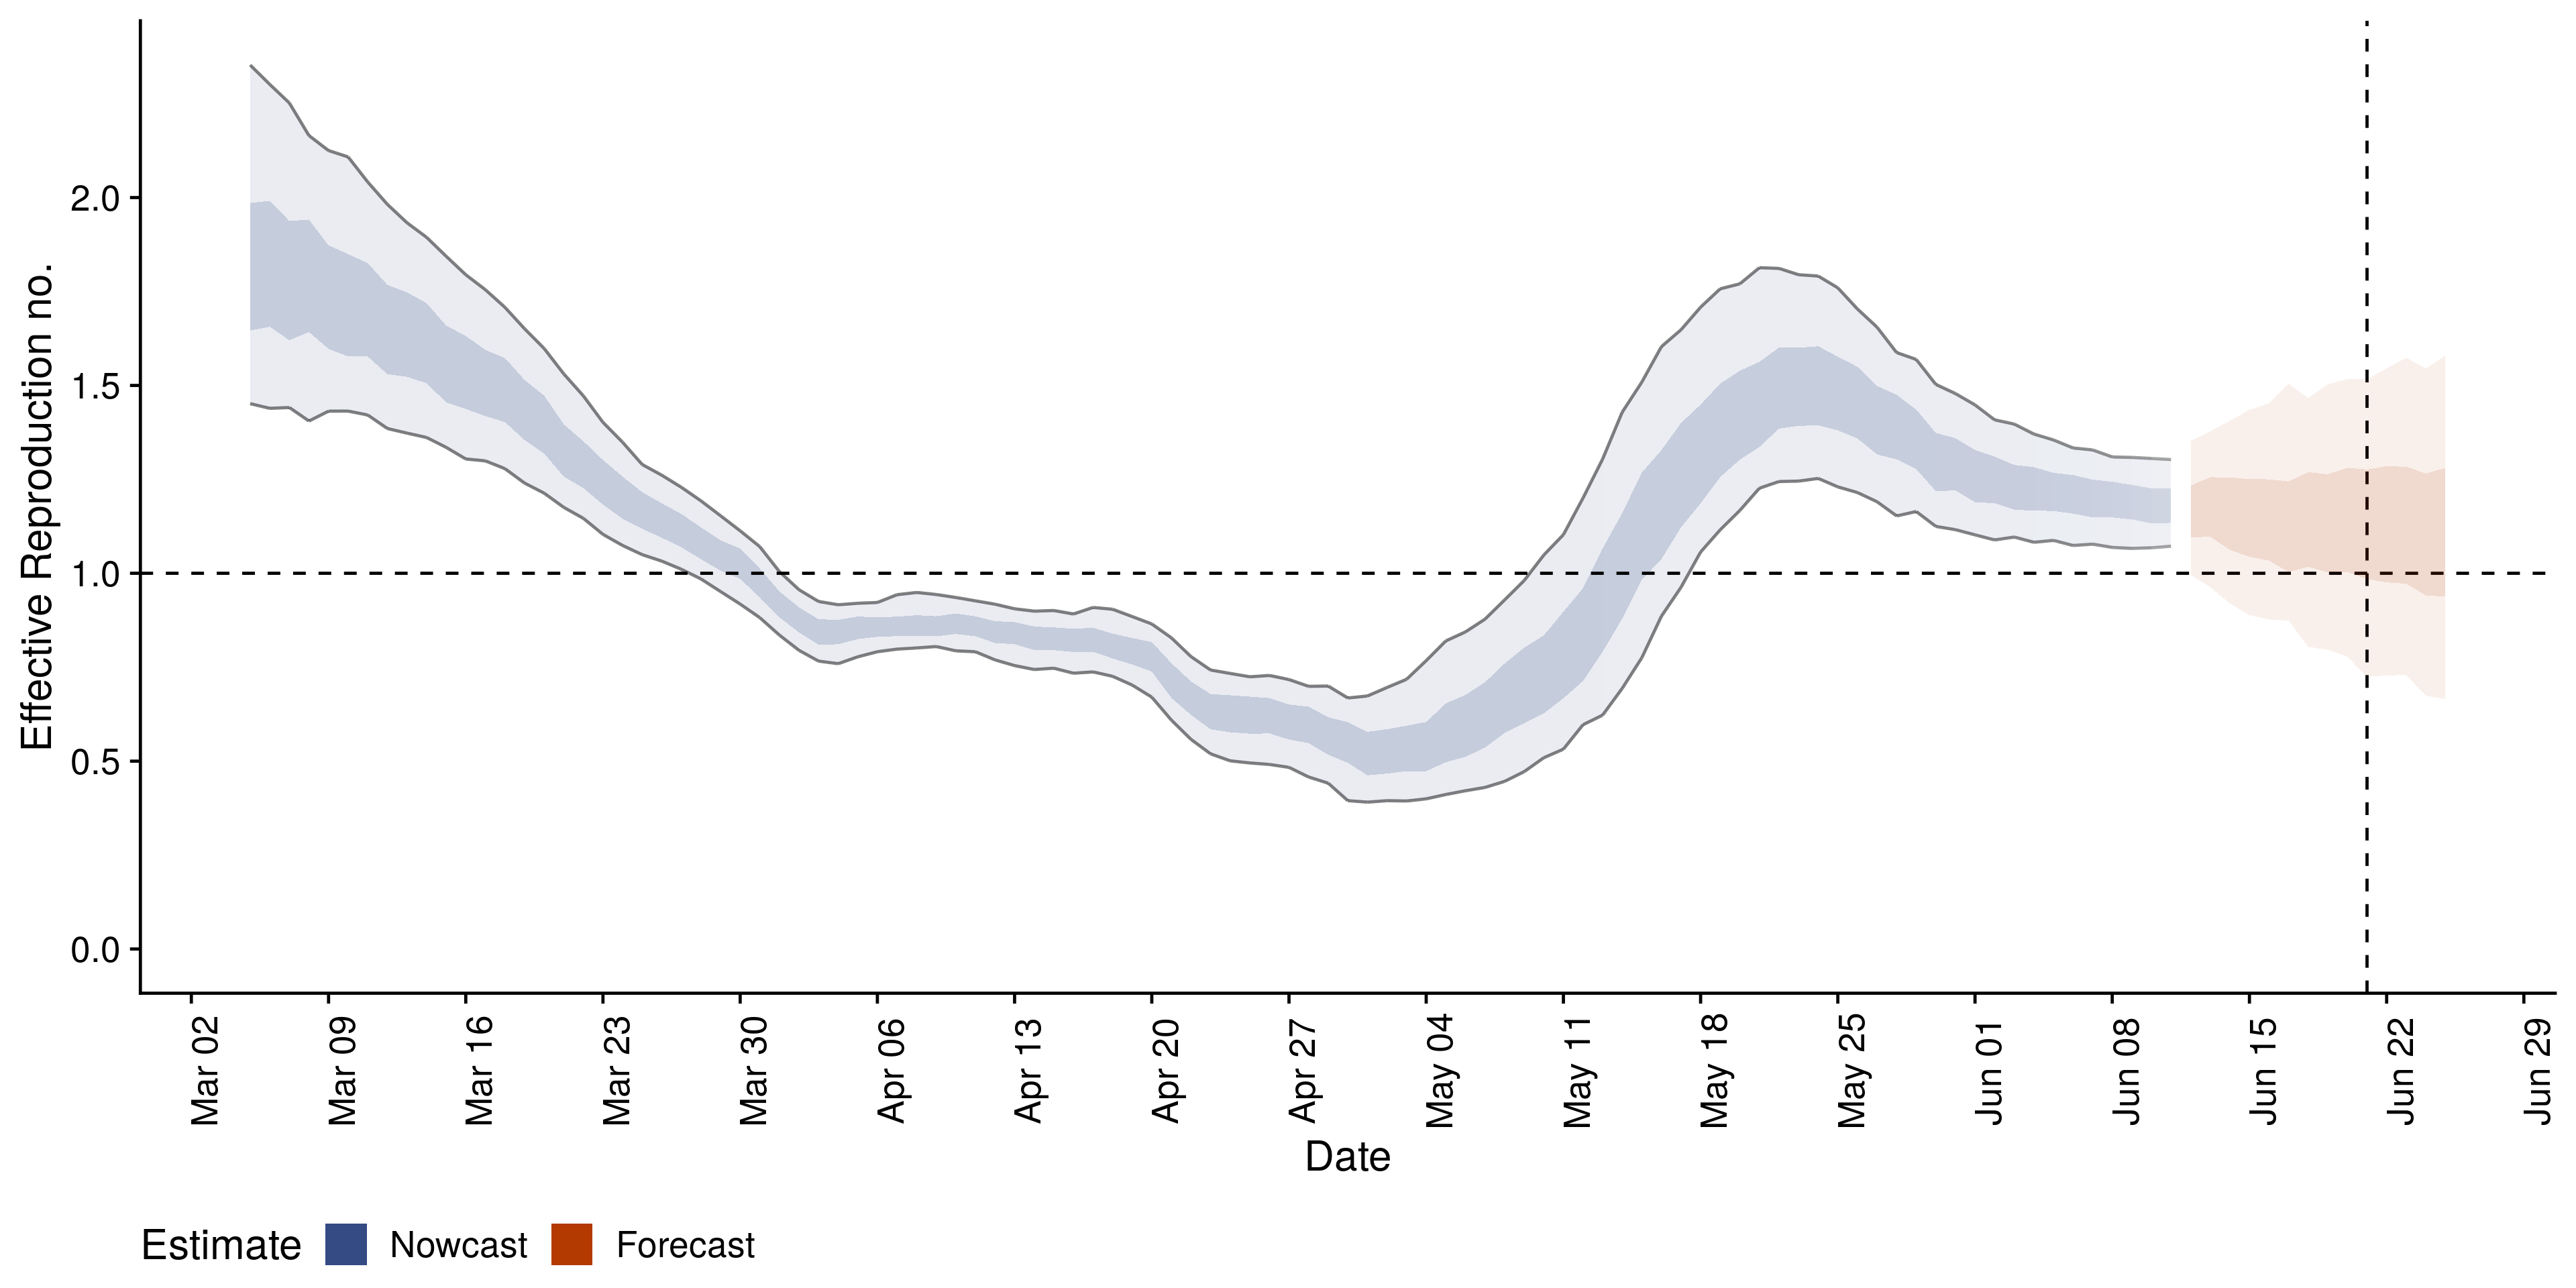 Effective Reproduction no.
2.0
1.5
1.0
0.5
0.0
Mar 02
Mar 09
Mar 16
Mar 23
Mar 30
Apr 06
Apr 13
Apr 20
Apr 27
May 04
May 11
May 18
May 25
Jun 01
Jun 08
Jun 15
Jun 22
Jun 29
Date
Estimate Nowcast Forecast